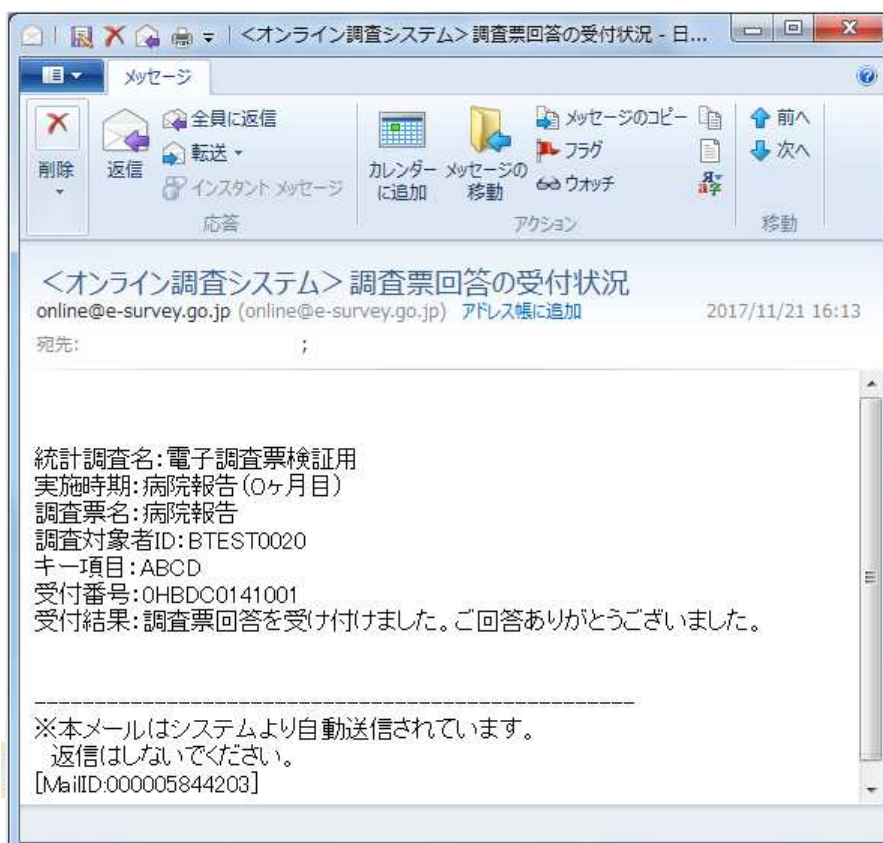 <オンライン調査システム>調査票回答の受付状況 - 日...
メッセージ
削除
返信
全員に返信
転送
インスタント メッセージ
応答
カレンダーに追加
メッセージの移動
メッセージのコピー
フラグ
ウォッチ
アクション
前へ
次へ
移動
<オンライン調査システム>調査票回答の受付状況
online@e-survey.go.jp (online@e-survey.go.jp) アドレス帳に追加 2017/11/21 16:13
宛先: ;
統計調査名:電子調査票検証用
実施時期:病院報告(0ヶ月目)
調査票名:病院報告
調査対象者ID:BTEST0020
キー項目:ABCD
受付番号:0HBDC0141001
受付結果:調査票回答を受け付けました。ご回答ありがとうございました。
--------------------------------------------------
※本メールはシステムより自動送信されています。
返信はしないでください。
[MailID:000005844203]